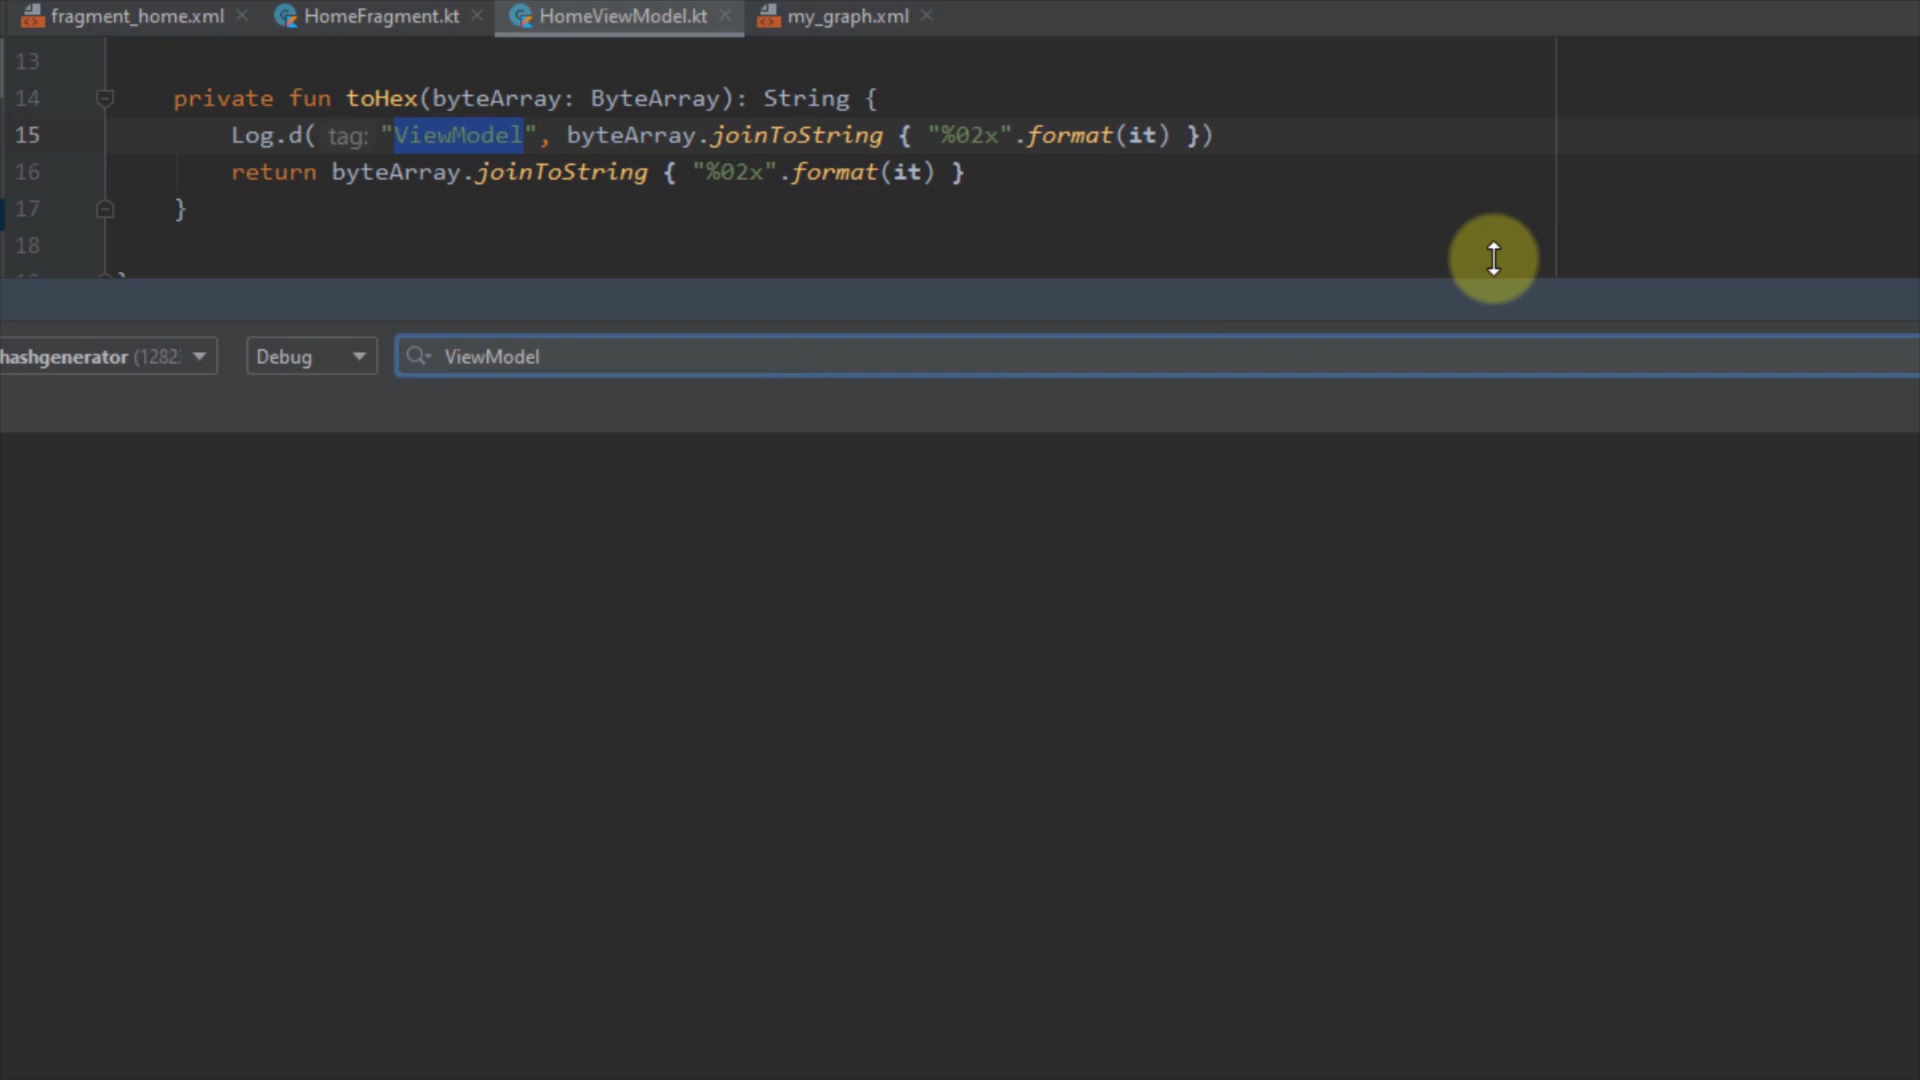 fragment_home.xml HomeFragment.kt HomeViewModel.kt my_graph.xml
13
14 private fun toHex(byteArray: ByteArray): String {
15 Log.d( tag: "ViewModel", byteArray.joinToString { "%02x".format(it) })
16 return byteArray.joinToString { "%02x".format(it) }
17 }
18
hashgenerator (1282 Debug ViewModel